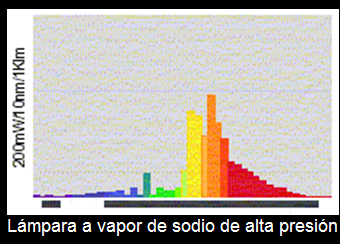 200mW/10nm/1Klm
Lámpara a vapor de sodio de alta presión